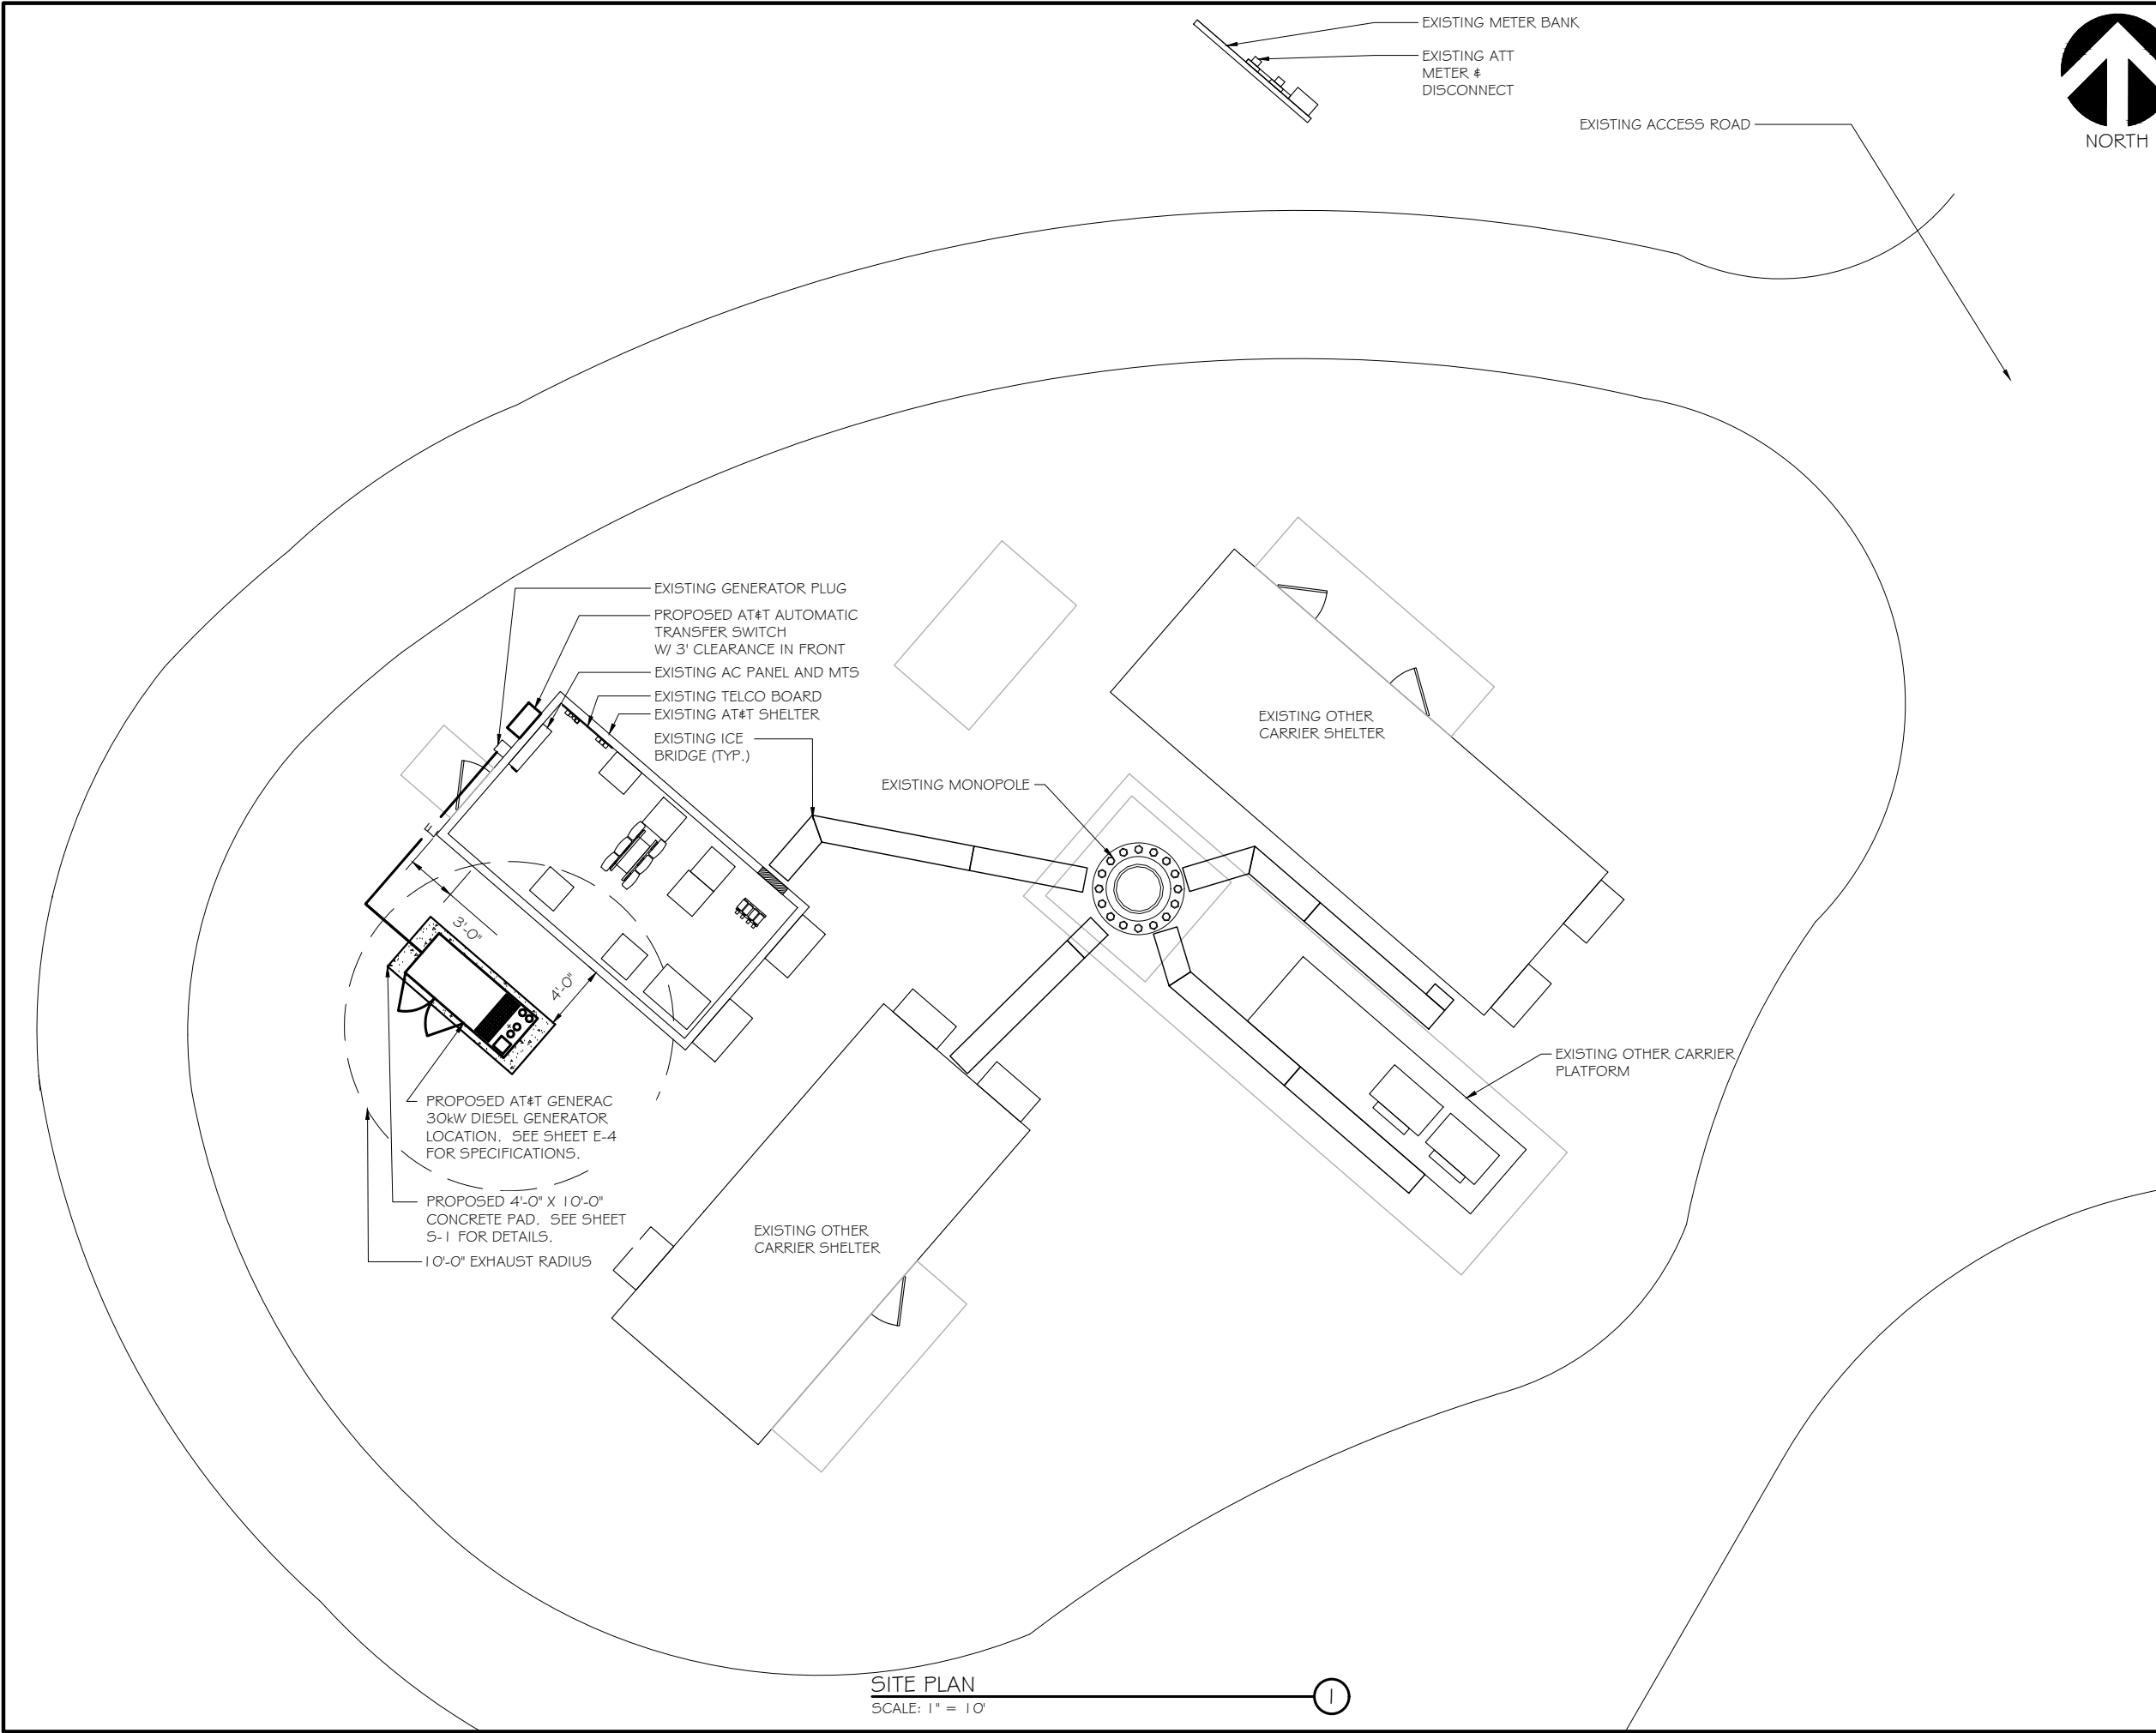 EXISTING METER BANK
EXISTING ATT
METER &
DISCONNECT
EXISTING ACCESS ROAD
NORTH
EXISTING GENERATOR PLUG
PROPOSED AT&T AUTOMATIC
TRANSFER SWITCH
W/ 3' CLEARANCE IN FRONT
EXISTING AC PANEL AND MTS
EXISTING TELCO BOARD
EXISTING AT&T SHELTER
EXISTING ICE
BRIDGE (TYP.)
EXISTING MONOPOLE
EXISTING OTHER
CARRIER SHELTER
E
3'-0"
4'-0"
EXISTING OTHER CARRIER
PLATFORM
PROPOSED AT&T GENERAC
30kW DIESEL GENERATOR
LOCATION. SEE SHEET E-4
FOR SPECIFICATIONS.
PROPOSED 4'-0" X 10'-0"
CONCRETE PAD. SEE SHEET
S-1 FOR DETAILS.
10'-0" EXHAUST RADIUS
EXISTING OTHER
CARRIER SHELTER
SITE PLAN
SCALE: 1" = 10'
1